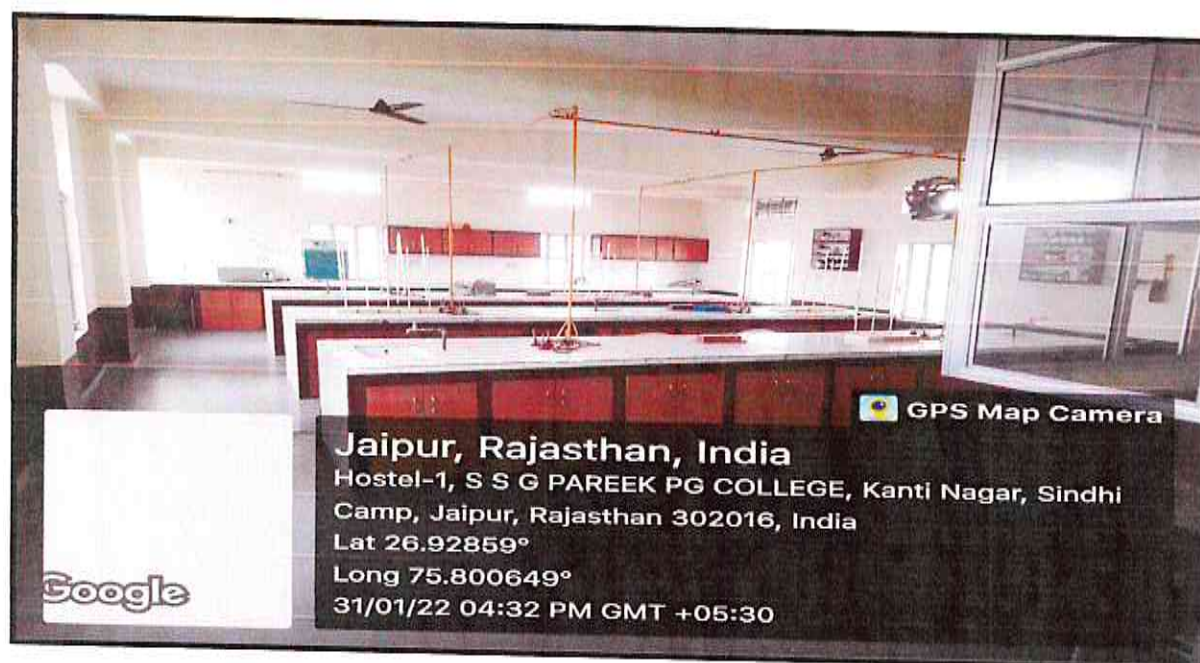 GPS Map Camera
Jaipur, Rajasthan, India
Hostel-1, S S G PAREEK PG COLLEGE, Kanti Nagar, Sindhi
Camp, Jaipur, Rajasthan 302016, India
Lat 26.92859°
Long 75.800649°
31/01/22 04:32 PM GMT +05:30
Google